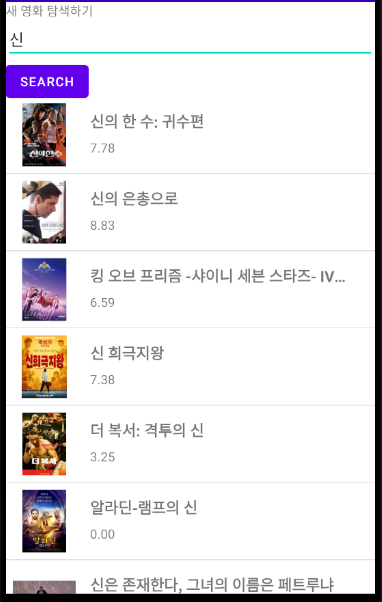 새 영화 탐색하기
신
SEARCH
신의 한 수: 귀수편
7.78
신의 은총으로
8.83
킹 오브 프리즘 -샤이니 세븐 스타즈- IV...
6.59
신 희극지왕
7.38
더 복서: 격투의 신
3.25
알라딘-램프의 신
0.00
신은 존재한다, 그녀의 이름은 페트루냐